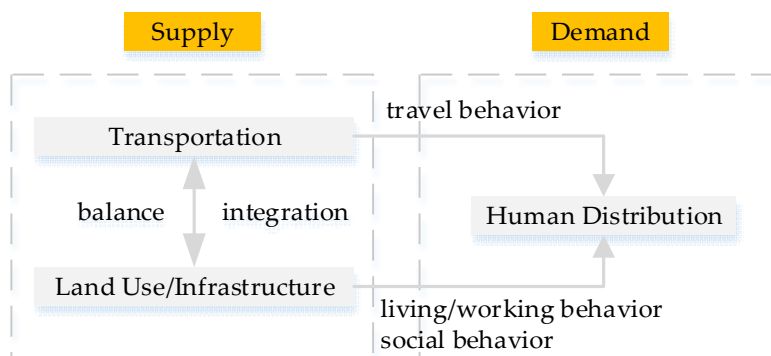 Supply
Demand
travel behavior
Transportation
balance
integration
Human Distribution
Land Use/Infrastructure
living/working behavior
social behavior